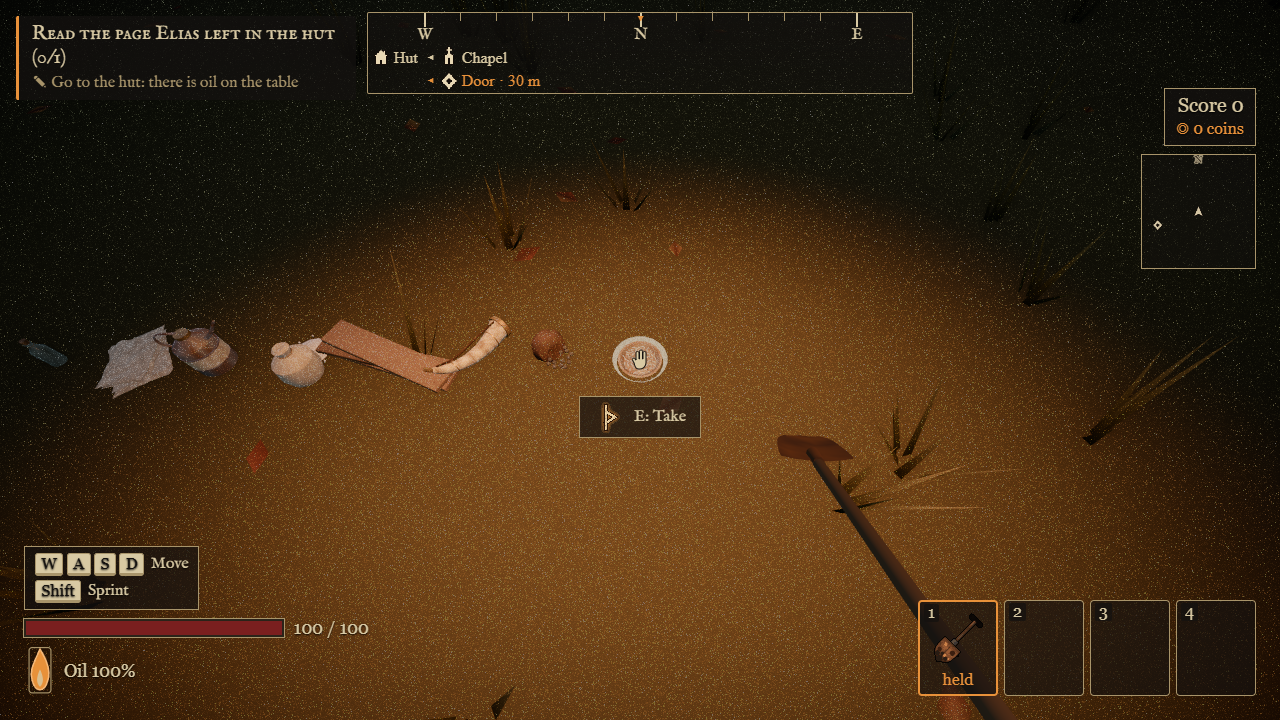 Read the page Elias left in the hut
(0/1)
Go to the hut: there is oil on the table
W N E
Hut Chapel
Door · 30 m
Score 0
0 coins
N
E: Take
W A S D Move
Shift Sprint
100 / 100
Oil 100%
1 2 3 4
held